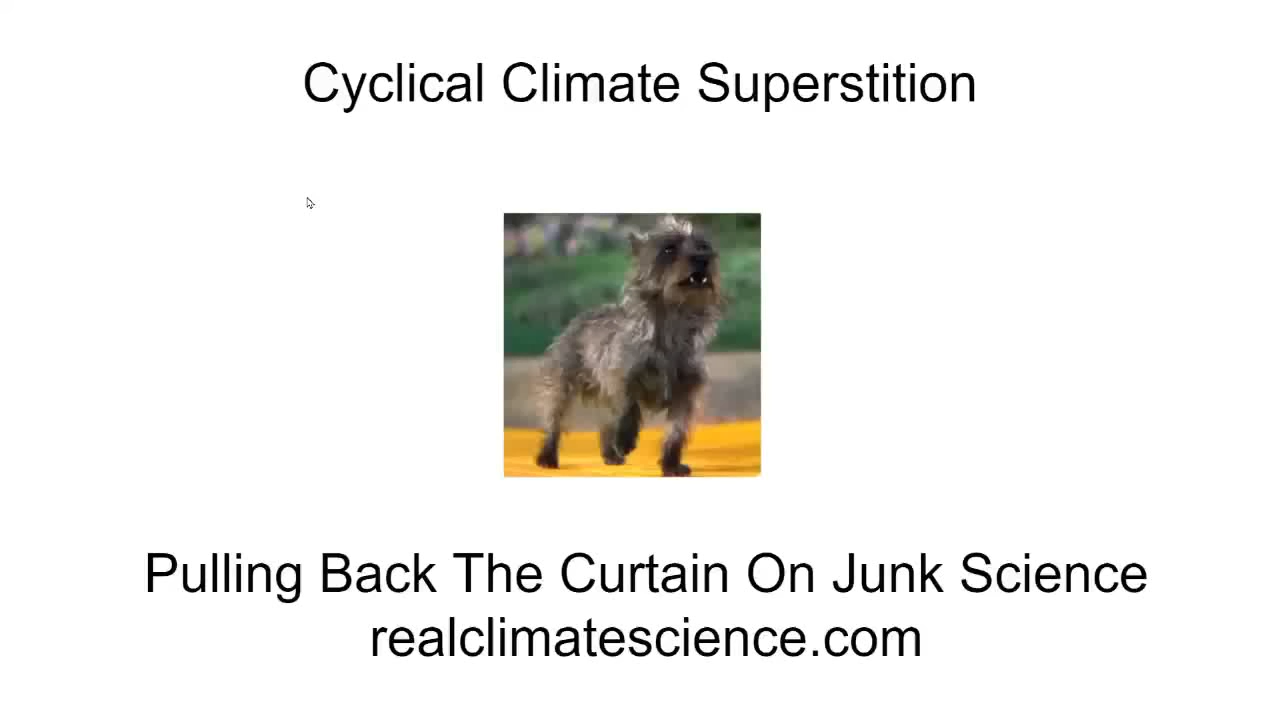 Cyclical Climate Superstition
Pulling Back The Curtain On Junk Science
realclimatescience.com